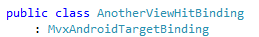 public class AnotherViewHitBinding
: MvxAndroidTargetBinding